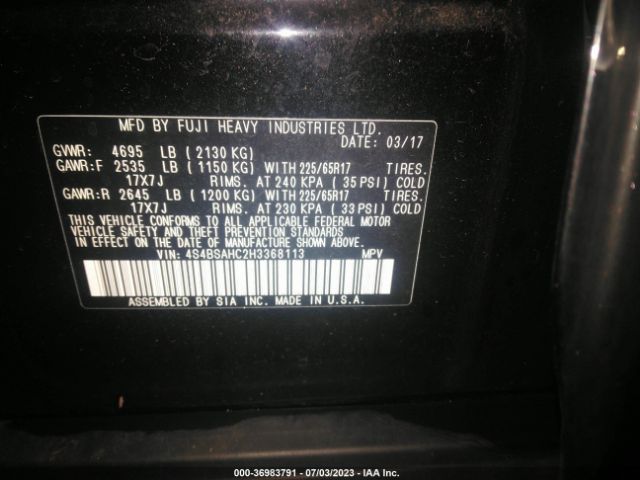 MFD BY FUJI HEAVY INDUSTRIES LTD.
DATE: 03/17
GVWR: 4695 LB ( 2130 KG)
GAWR:F 2535 LB ( 1150 KG) WITH 225/65R17 TIRES.
17X7J RIMS. AT 240 KPA ( 35 PSI) COLD
GAWR:R 2645 LB ( 1200 KG) WITH 225/65R17 TIRES.
17X7J RIMS. AT 230 KPA ( 33 PSI) COLD
THIS VEHICLE CONFORMS TO ALL APPLICABLE FEDERAL MOTOR
VEHICLE SAFETY AND THEFT PREVENTION STANDARDS
IN EFFECT ON THE DATE OF MANUFACTURE SHOWN ABOVE.
VIN: 4S4BSAHC2H3368113 MPV
ASSEMBLED BY SIA INC. MADE IN U.S.A.
000-36983791 - 07/03/2023 - IAA Inc.